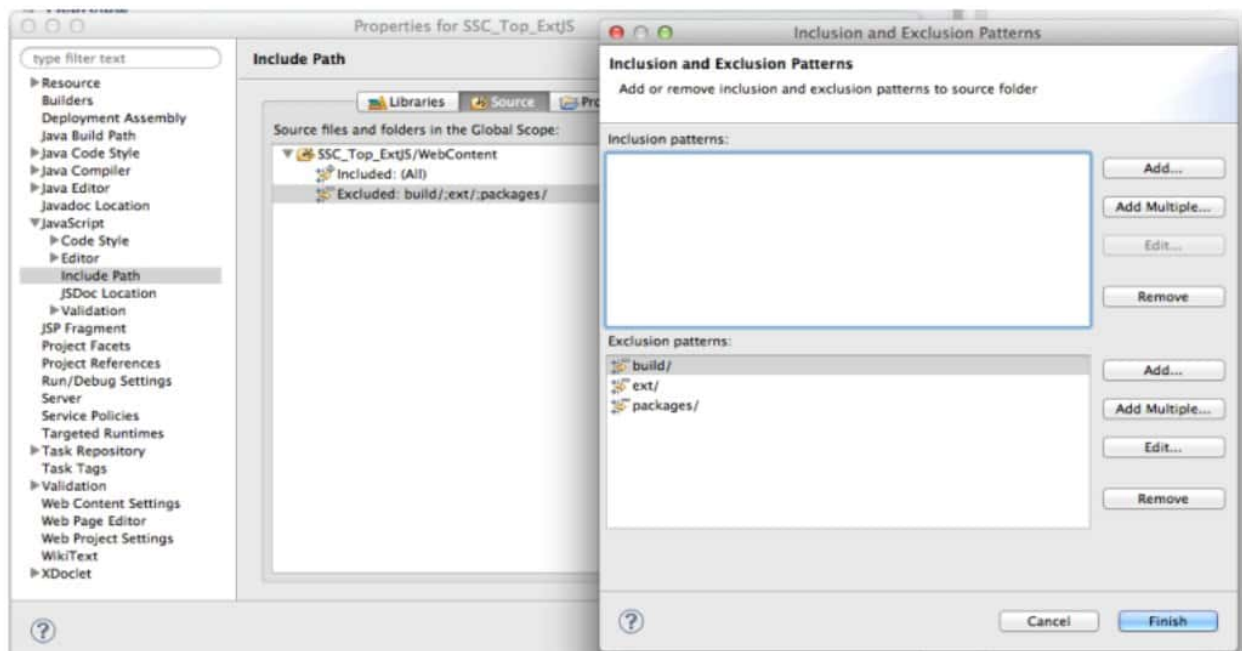 Properties for SSC_Top_ExtJS
type filter text
Resource
Builders
Deployment Assembly
Java Build Path
Java Code Style
Java Compiler
Java Editor
Javadoc Location
JavaScript
Code Style
Editor
Include Path
JSDoc Location
Validation
JSP Fragment
Project Facets
Project References
Run/Debug Settings
Server
Service Policies
Targeted Runtimes
Task Repository
Task Tags
Validation
Web Content Settings
Web Page Editor
Web Project Settings
WikiText
XDoclet
Include Path
Libraries Source Pro
Source files and folders in the Global Scope:
SSC_Top_ExtJS/WebContent
Included: (All)
Excluded: build/;ext/;packages/
Inclusion and Exclusion Patterns
Inclusion and Exclusion Patterns
Add or remove inclusion and exclusion patterns to source folder
Inclusion patterns:
Add...
Add Multiple...
Edit...
Remove
Exclusion patterns:
build/
ext/
packages/
Add...
Add Multiple...
Edit...
Remove
?
?
Cancel Finish